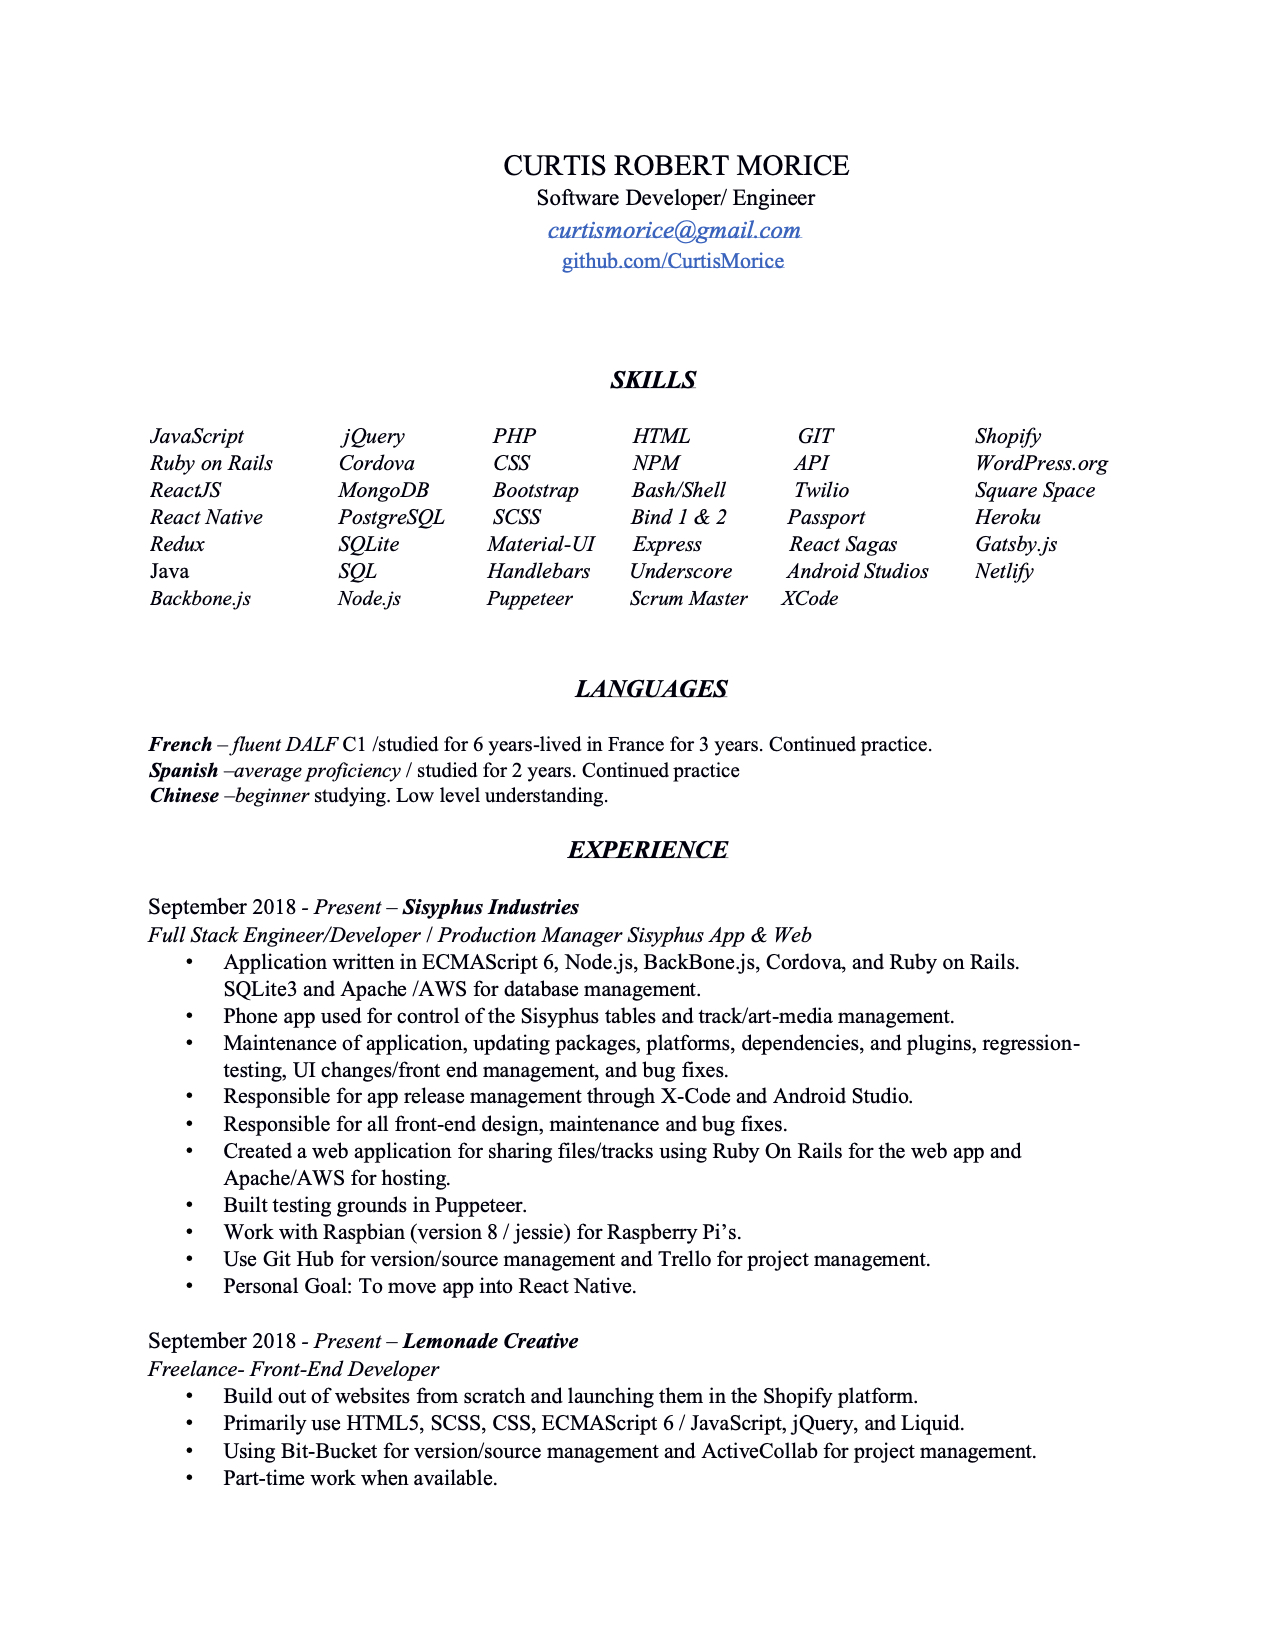 CURTIS ROBERT MORICE
Software Developer/ Engineer
curtismorice@gmail.com
github.com/CurtisMorice
SKILLS
JavaScript jQuery PHP HTML GIT Shopify
Ruby on Rails Cordova CSS NPM API WordPress.org
ReactJS MongoDB Bootstrap Bash/Shell Twilio Square Space
React Native PostgreSQL SCSS Bind 1 & 2 Passport Heroku
Redux SQLite Material-UI Express React Sagas Gatsby.js
Java SQL Handlebars Underscore Android Studios Netlify
Backbone.js Node.js Puppeteer Scrum Master XCode
LANGUAGES
French – fluent DALF C1 /studied for 6 years-lived in France for 3 years. Continued practice.
Spanish –average proficiency / studied for 2 years. Continued practice
Chinese –beginner studying. Low level understanding.
EXPERIENCE
September 2018 - Present – Sisyphus Industries
Full Stack Engineer/Developer / Production Manager Sisyphus App & Web
• Application written in ECMAScript 6, Node.js, BackBone.js, Cordova, and Ruby on Rails.
SQLite3 and Apache /AWS for database management.
• Phone app used for control of the Sisyphus tables and track/art-media management.
• Maintenance of application, updating packages, platforms, dependencies, and plugins, regression-
testing, UI changes/front end management, and bug fixes.
• Responsible for app release management through X-Code and Android Studio.
• Responsible for all front-end design, maintenance and bug fixes.
• Created a web application for sharing files/tracks using Ruby On Rails for the web app and
Apache/AWS for hosting.
• Built testing grounds in Puppeteer.
• Work with Raspbian (version 8 / jessie) for Raspberry Pi’s.
• Use Git Hub for version/source management and Trello for project management.
• Personal Goal: To move app into React Native.
September 2018 - Present – Lemonade Creative
Freelance- Front-End Developer
• Build out of websites from scratch and launching them in the Shopify platform.
• Primarily use HTML5, SCSS, CSS, ECMAScript 6 / JavaScript, jQuery, and Liquid.
• Using Bit-Bucket for version/source management and ActiveCollab for project management.
• Part-time work when available.